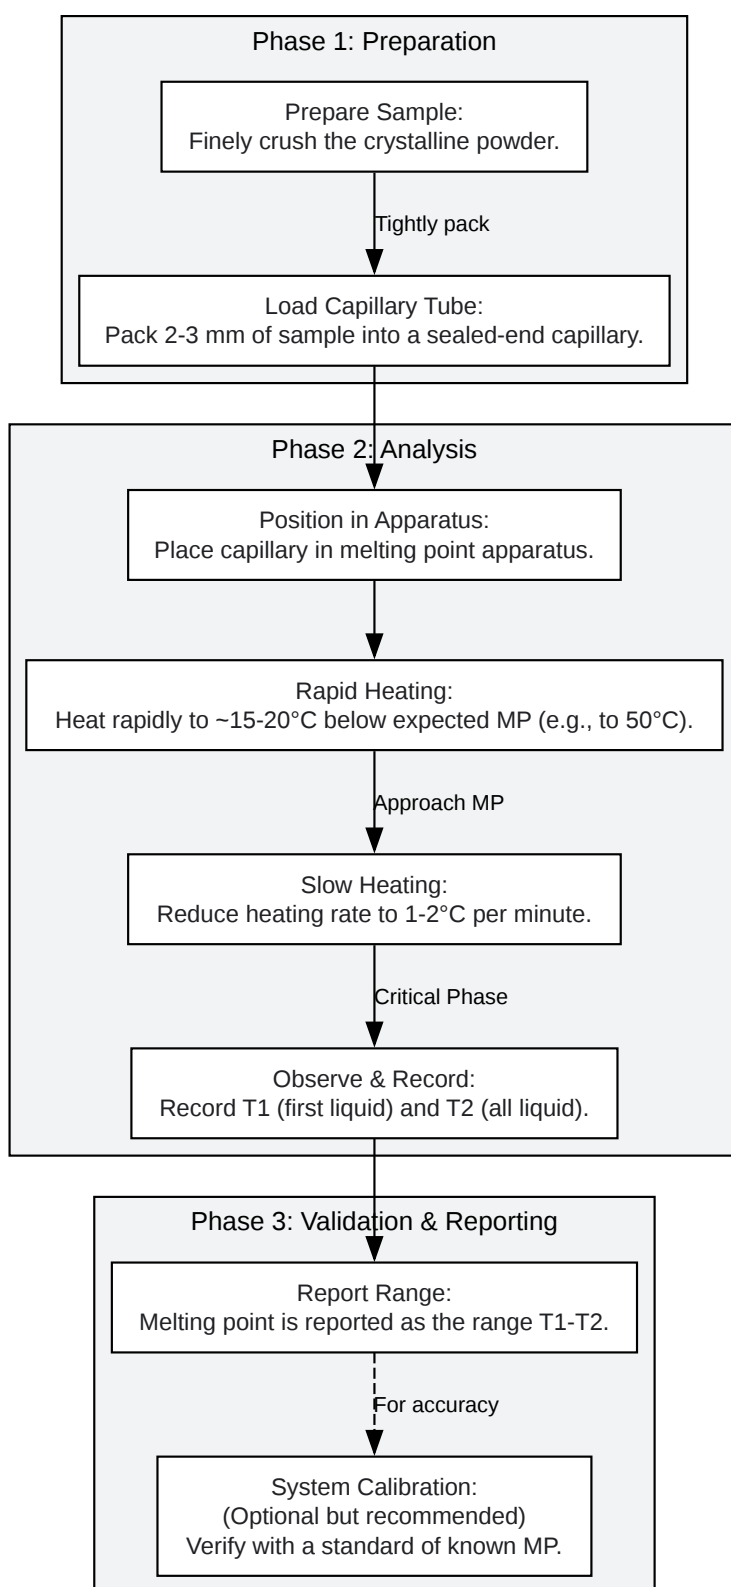 Phase 1: Preparation
Prepare Sample:
Finely crush the crystalline powder.
Tightly pack
Load Capillary Tube:
Pack 2-3 mm of sample into a sealed-end capillary.
Phase 2: Analysis
Position in Apparatus:
Place capillary in melting point apparatus.
Rapid Heating:
Heat rapidly to ~15-20°C below expected MP (e.g., to 50°C).
Approach MP
Slow Heating:
Reduce heating rate to 1-2°C per minute.
Critical Phase
Observe & Record:
Record T1 (first liquid) and T2 (all liquid).
Phase 3: Validation & Reporting
Report Range:
Melting point is reported as the range T1-T2.
For accuracy
System Calibration:
(Optional but recommended)
Verify with a standard of known MP.